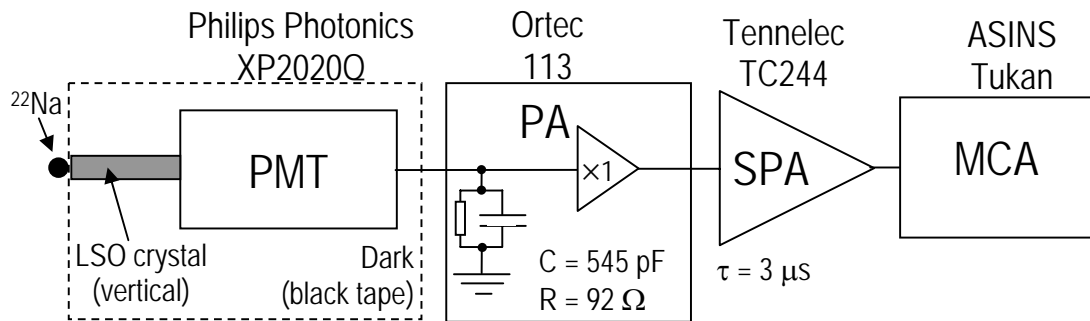 Philips Photonics
XP2020Q
Ortec
113
Tennelec
TC244
ASINS
Tukan
²²Na
PMT
PA
×1
SPA
MCA
LSO crystal
(vertical)
Dark
(black tape)
C = 545 pF
R = 92 Ω
τ = 3 μs